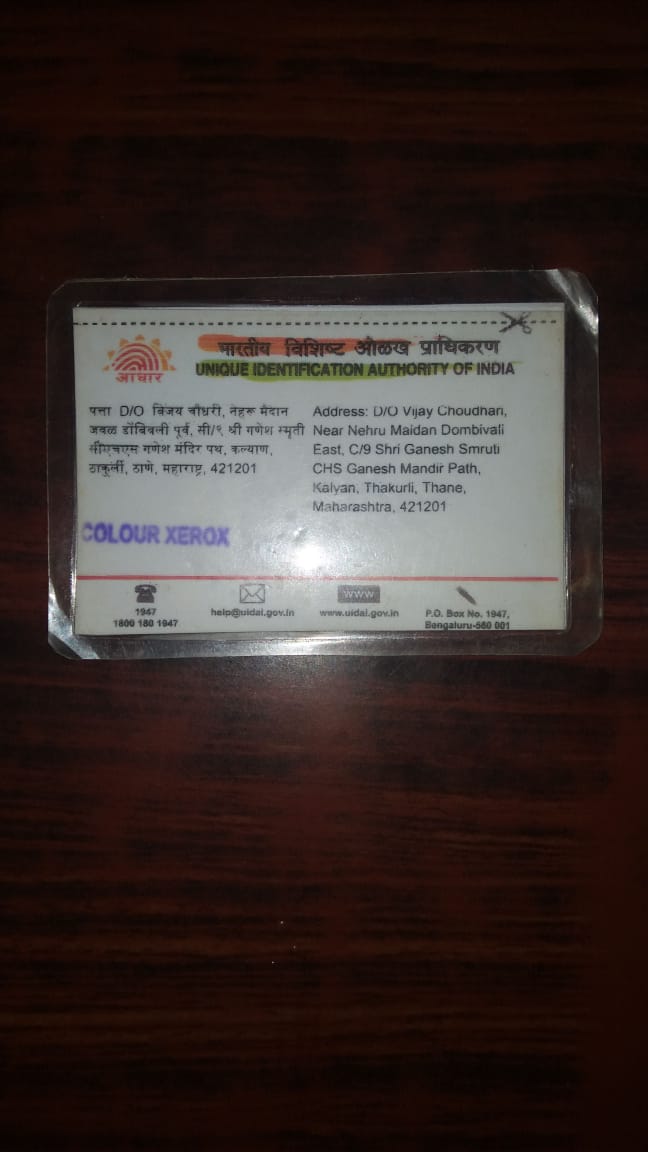 भारतीय विशिष्ट ओळख प्राधिकरण
UNIQUE IDENTIFICATION AUTHORITY OF INDIA
आधार
पत्ता D/O विजय चौधरी, नेहरू मैदान
जवळ डोंबिवली पूर्व, सी/९ श्री गणेश स्मृती
सीएचएस गणेश मंदिर पथ, कल्याण,
ठाकुर्ली, ठाणे, महाराष्ट्र, 421201
Address: D/O Vijay Choudhari,
Near Nehru Maidan Dombivali
East, C/9 Shri Ganesh Smruti
CHS Ganesh Mandir Path,
Kalyan, Thakurli, Thane,
Maharashtra, 421201
COLOUR XEROX
1947
1800 180 1947
help@uidai.gov.in
www
www.uidai.gov.in
P.O. Box No. 1947,
Bengaluru-560 001